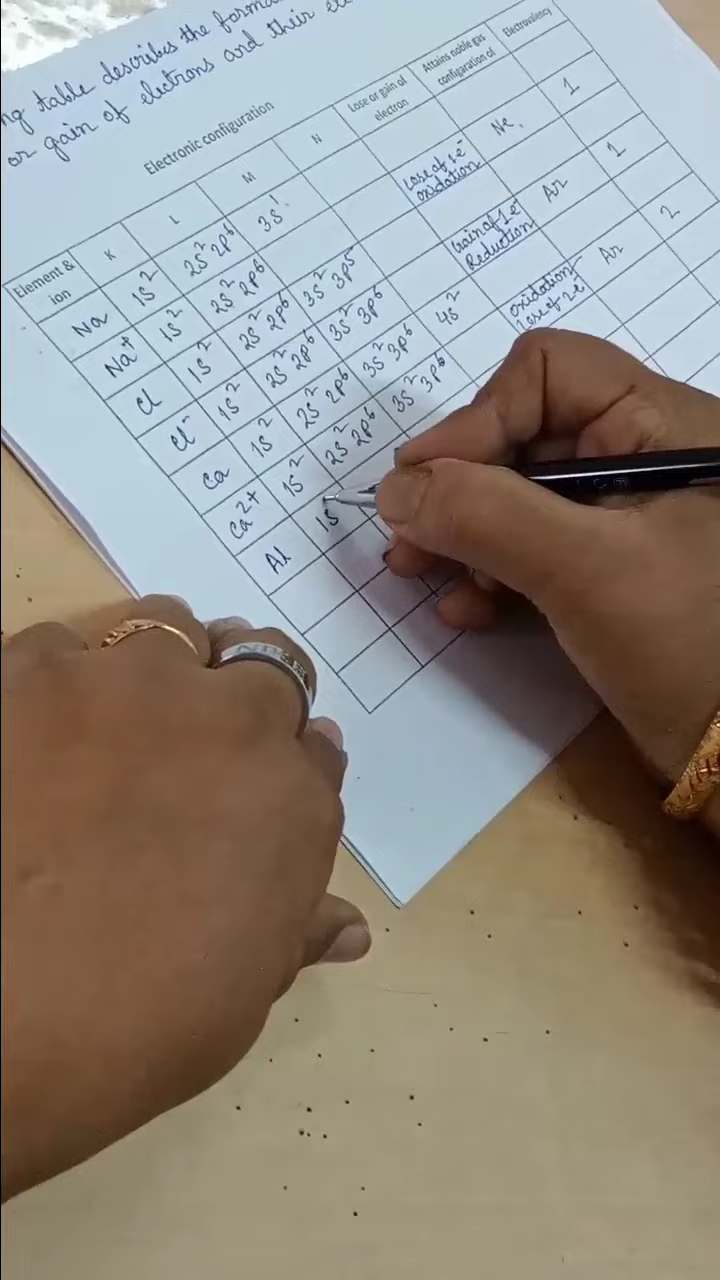 ng table describes the forma
or gain of electrons and their ele
Electronic configuration
Lose or gain of electron
Attains noble gas configaration of
Electrovalency
Element & ion K L M N
Na 1s² 2s² 2p⁶ 3s¹ Lose of 1e⁻ oxidation Ne. 1
Na⁺ 1s² 2s² 2p⁶
Cl 1s² 2s² 2p⁶ 3s² 3p⁵ Gain of 1e⁻ Reduction Ar 1
Cl⁻ 1s² 2s² 2p⁶ 3s² 3p⁶
Ca 1s² 2s² 2p⁶ 3s² 3p⁶ 4s² oxidation Lose of 2e⁻ Ar 2
Ca²⁺ 1s² 2s² 2p⁶ 3s² 3p⁶
Al 1s